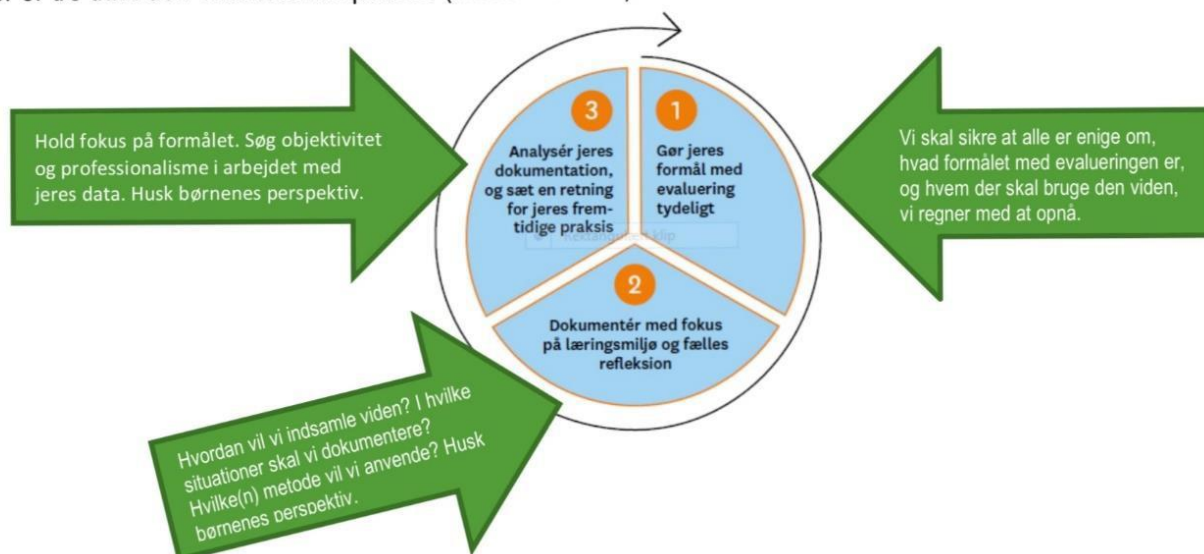 Hold fokus på formålet. Søg objektivitet
og professionalisme i arbejdet med
jeres data. Husk børnenes perspektiv.
3
Analysér jeres
dokumentation,
og sæt en retning
for jeres frem-
tidige praksis
1
Gør jeres
formål med
evaluering
tydeligt
Vi skal sikre at alle er enige om,
hvad formålet med evalueringen er,
og hvem der skal bruge den viden,
vi regner med at opnå.
Rektangulært klip
2
Dokumentér med fokus
på læringsmiljø og fælles
refleksion
Hvordan vil vi indsamle viden? I hvilke
situationer skal vi dokumentere?
Hvilke(n) metode vil vi anvende? Husk
børnenes perspektiv.